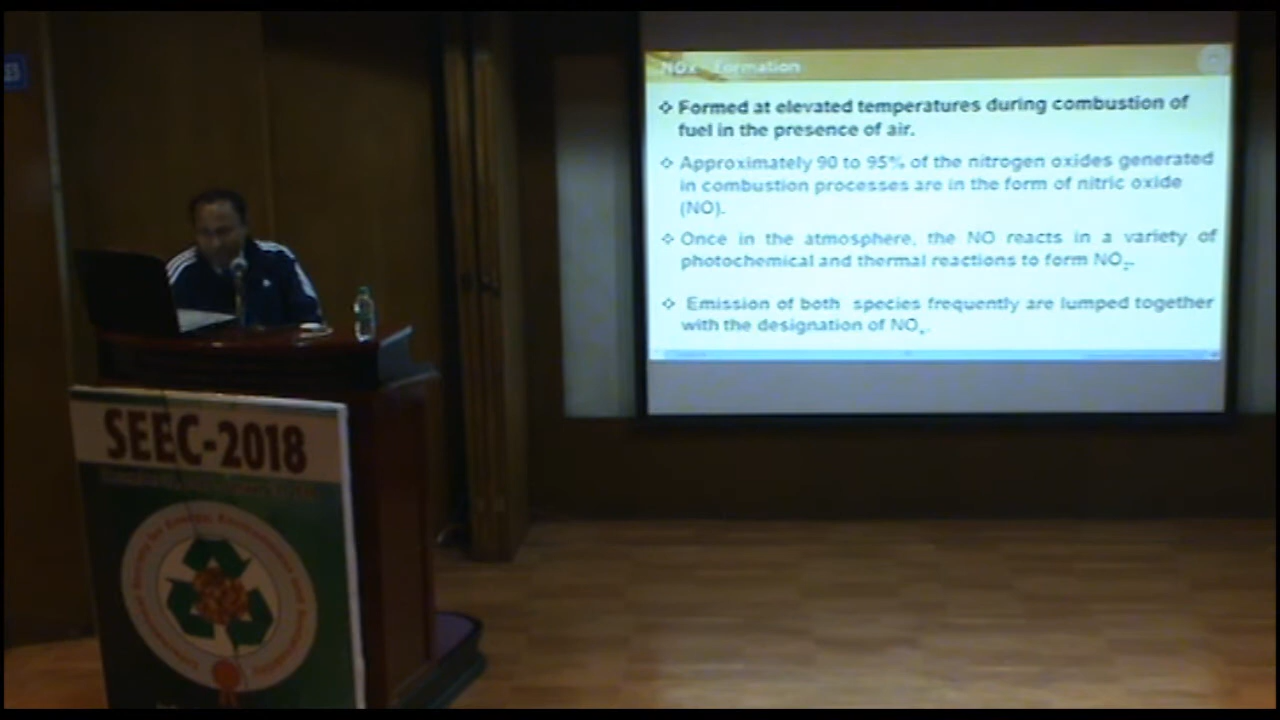 NOx - Formation
❖ Formed at elevated temperatures during combustion of
fuel in the presence of air.
❖ Approximately 90 to 95% of the nitrogen oxides generated
in combustion processes are in the form of nitric oxide
(NO).
❖ Once in the atmosphere, the NO reacts in a variety of
photochemical and thermal reactions to form NO₂.
❖ Emission of both species frequently are lumped together
with the designation of NOₓ.
SEEC-2018